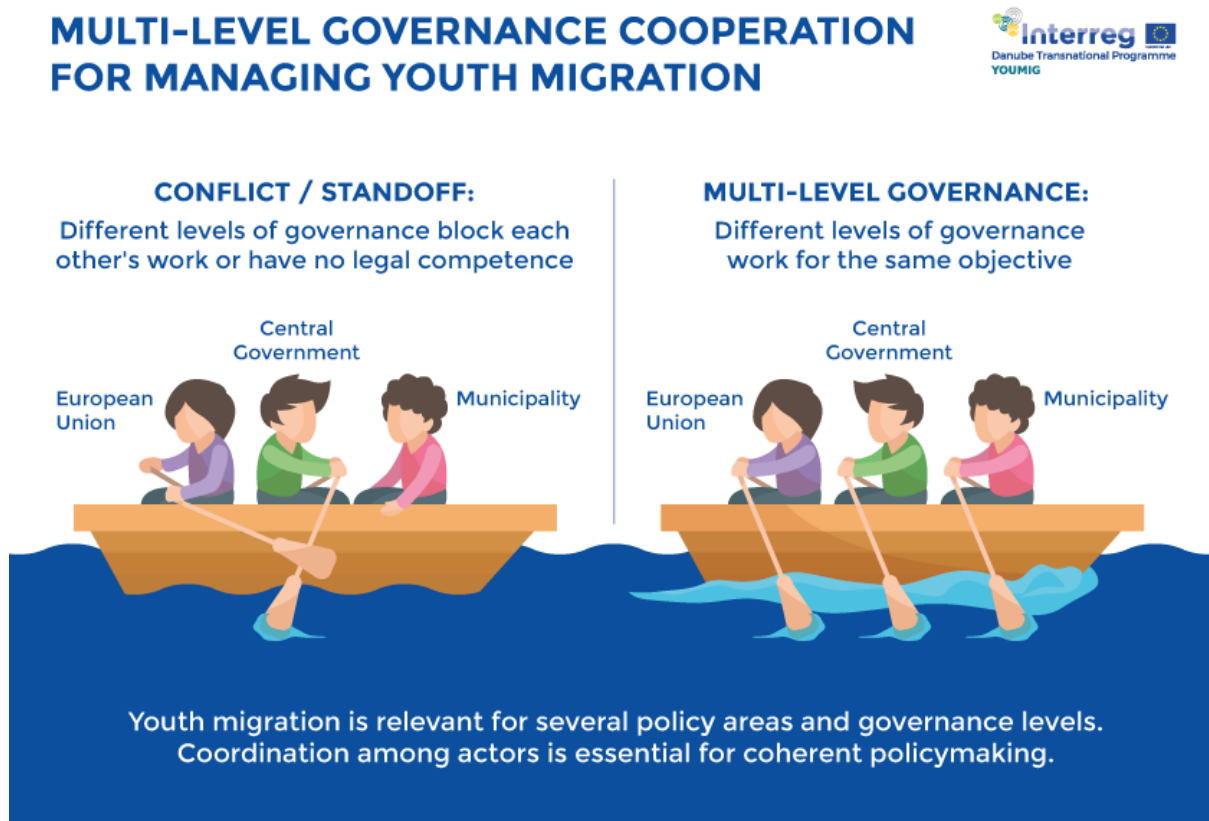 MULTI-LEVEL GOVERNANCE COOPERATION
FOR MANAGING YOUTH MIGRATION
Interreg
Danube Transnational Programme
YOUMIG
CONFLICT / STANDOFF:
Different levels of governance block each
other's work or have no legal competence
Central
Government
European
Union
Municipality
MULTI-LEVEL GOVERNANCE:
Different levels of governance
work for the same objective
Central
Government
European
Union
Municipality
Youth migration is relevant for several policy areas and governance levels.
Coordination among actors is essential for coherent policymaking.